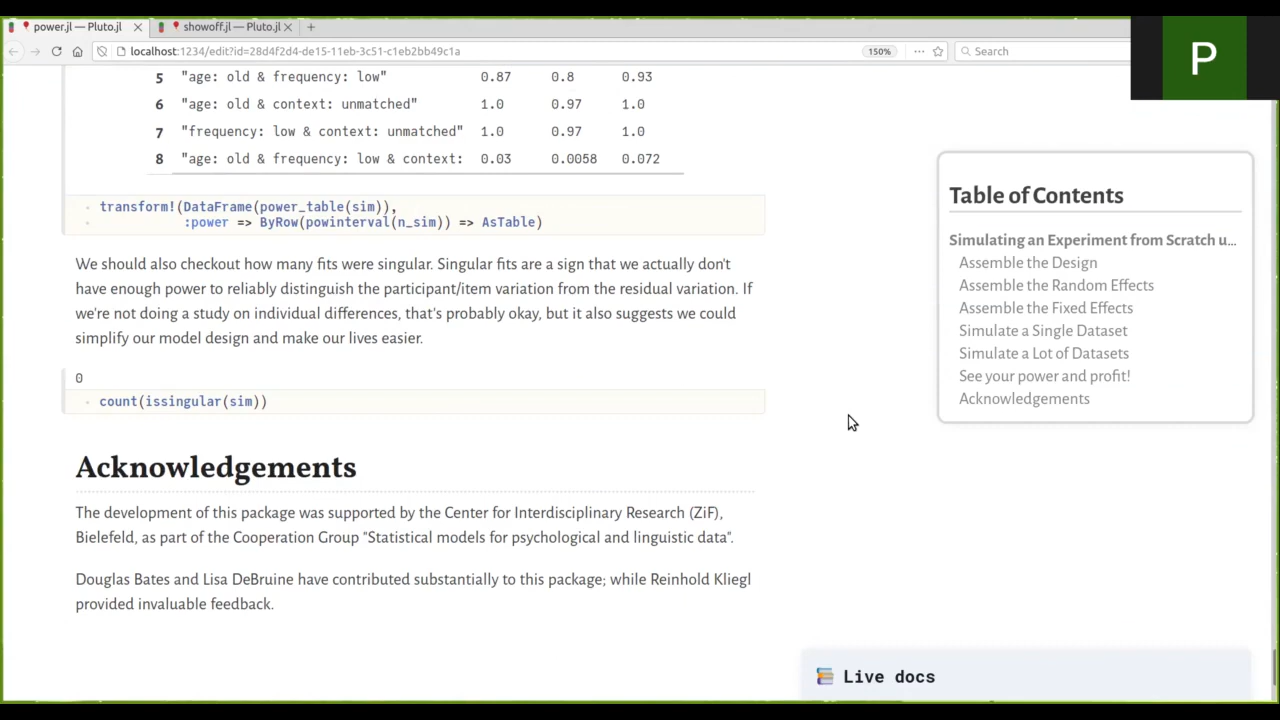 power.jl — Pluto.jl
showoff.jl — Pluto.jl
localhost:1234/edit?id=28d4f2d4-de15-11eb-3c51-c1eb2bb49c1a
150%
Search
P
5 "age: old & frequency: low" 0.87 0.8 0.93
6 "age: old & context: unmatched" 1.0 0.97 1.0
7 "frequency: low & context: unmatched" 1.0 0.97 1.0
8 "age: old & frequency: low & context: 0.03 0.0058 0.072
transform!(DataFrame(power_table(sim)),
:power => ByRow(powinterval(n_sim)) => AsTable)
We should also checkout how many fits were singular. Singular fits are a sign that we actually don't
have enough power to reliably distinguish the participant/item variation from the residual variation. If
we're not doing a study on individual differences, that's probably okay, but it also suggests we could
simplify our model design and make our lives easier.
0
count(issingular(sim))
Acknowledgements
The development of this package was supported by the Center for Interdisciplinary Research (ZiF),
Bielefeld, as part of the Cooperation Group "Statistical models for psychological and linguistic data".
Douglas Bates and Lisa DeBruine have contributed substantially to this package; while Reinhold Kliegl
provided invaluable feedback.
Table of Contents
Simulating an Experiment from Scratch u...
Assemble the Design
Assemble the Random Effects
Assemble the Fixed Effects
Simulate a Single Dataset
Simulate a Lot of Datasets
See your power and profit!
Acknowledgements
Live docs